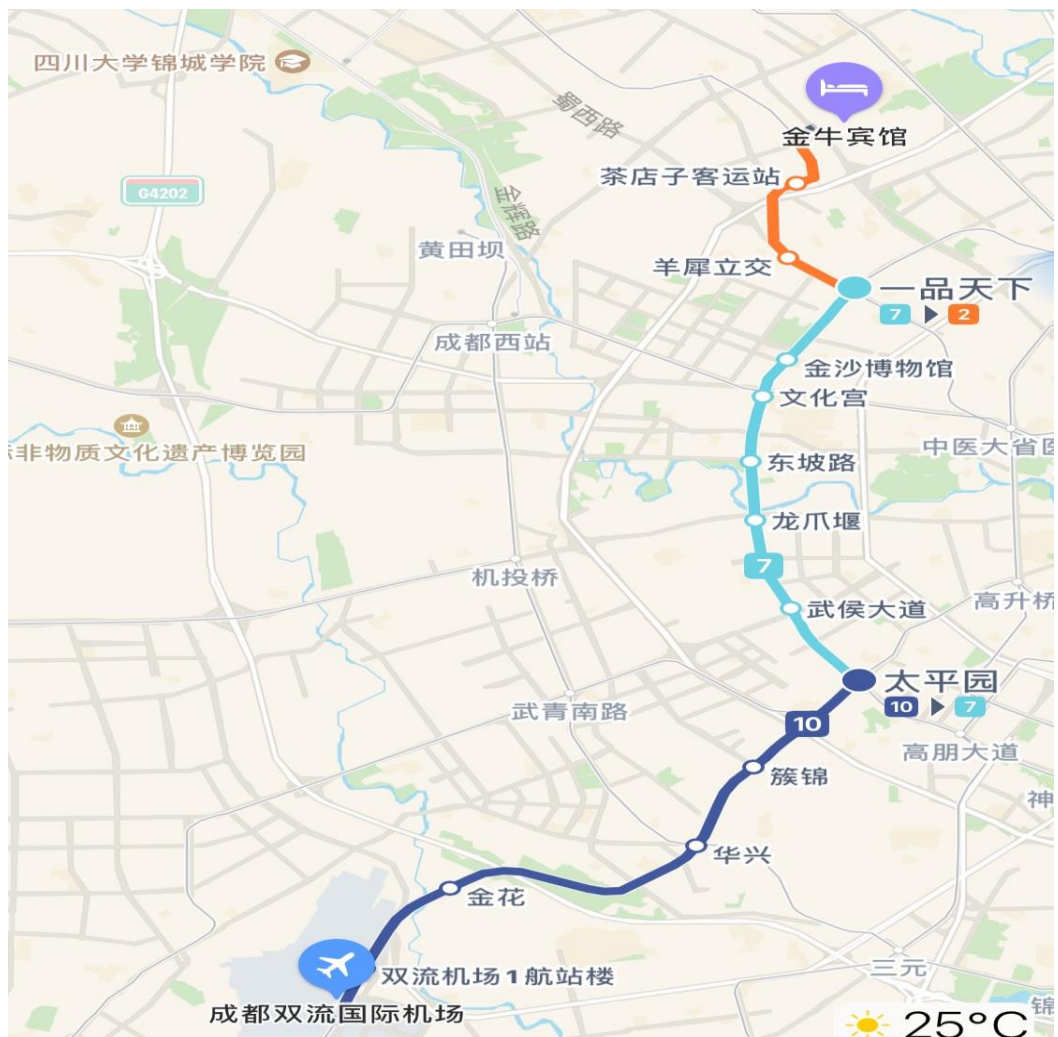 四川大学锦城学院
蜀西路
金牛宾馆
茶店子客运站
G4202
金辉路
黄田坝
羊犀立交
一品天下
7 ▶ 2
成都西站
金沙博物馆
文化宫
非物质文化遗产博览园
中医大省医
东坡路
龙爪堰
7
机投桥
武侯大道
高升桥
太平园
10 ▶ 7
武青南路
10
高朋大道
簇锦
神
华兴
金花
双流机场1航站楼
三元
成都双流国际机场
锦
25°C